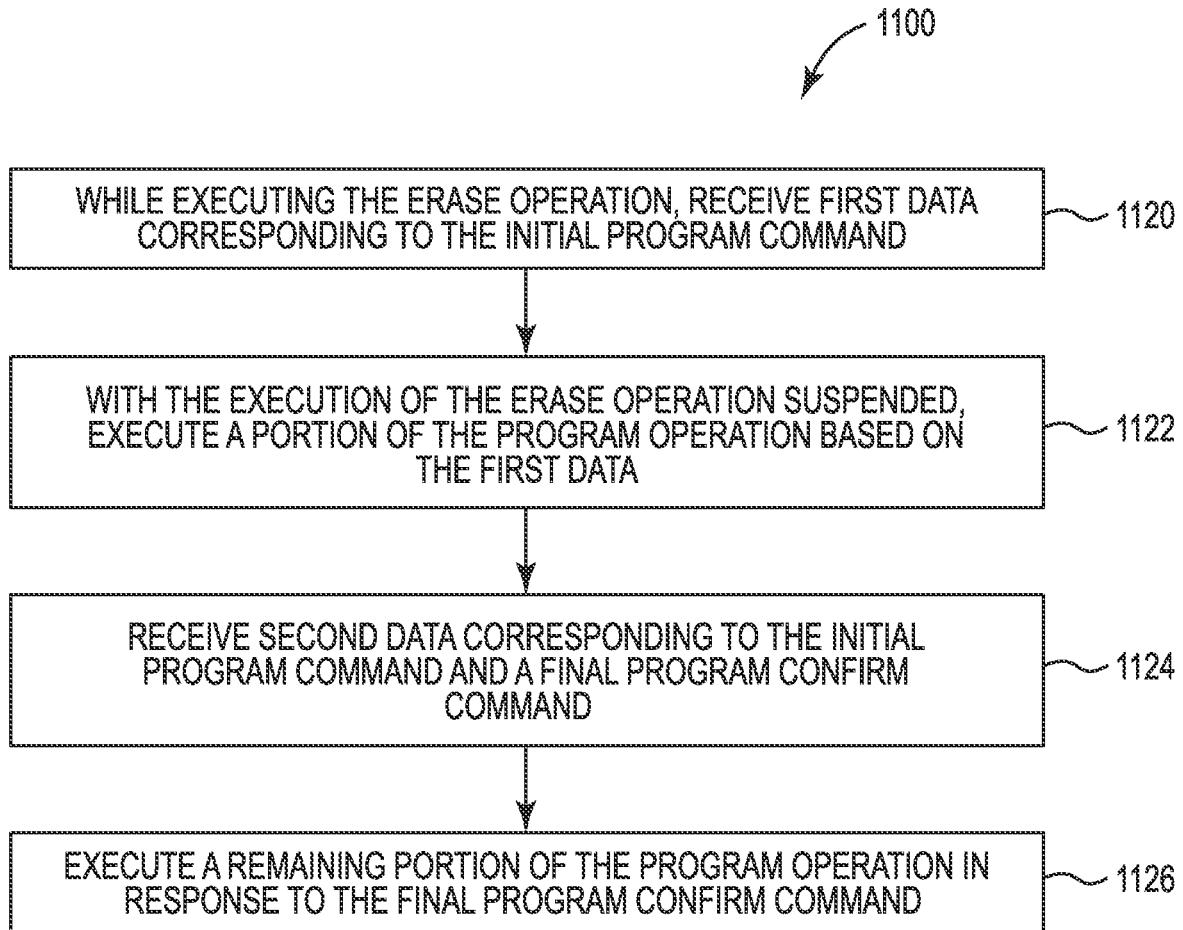 1100
WHILE EXECUTING THE ERASE OPERATION, RECEIVE FIRST DATA
CORRESPONDING TO THE INITIAL PROGRAM COMMAND
1120
WITH THE EXECUTION OF THE ERASE OPERATION SUSPENDED,
EXECUTE A PORTION OF THE PROGRAM OPERATION BASED ON
THE FIRST DATA
1122
RECEIVE SECOND DATA CORRESPONDING TO THE INITIAL
PROGRAM COMMAND AND A FINAL PROGRAM CONFIRM
COMMAND
1124
EXECUTE A REMAINING PORTION OF THE PROGRAM OPERATION IN
RESPONSE TO THE FINAL PROGRAM CONFIRM COMMAND
1126